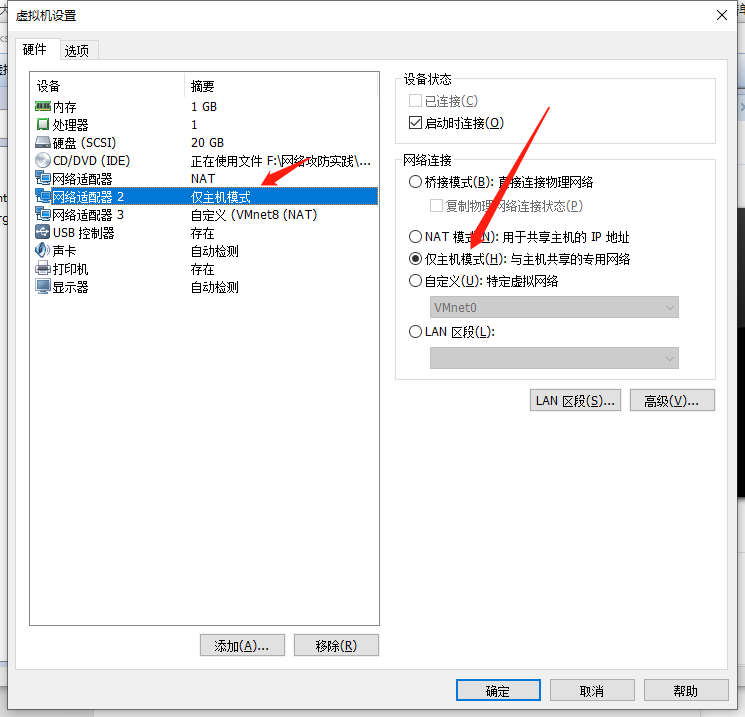 虚拟机设置
硬件 选项
设备 摘要
内存 1 GB
处理器 1
硬盘 (SCSI) 20 GB
CD/DVD (IDE) 正在使用文件 F:\网络攻防实践\...
网络适配器 NAT
网络适配器 2 仅主机模式
网络适配器 3 自定义 (VMnet8 (NAT)
USB 控制器 存在
声卡 自动检测
打印机 存在
显示器 自动检测
添加(A)... 移除(R)
设备状态
已连接(C)
启动时连接(O)
网络连接
桥接模式(B): 直接连接物理网络
复制物理网络连接状态(P)
NAT 模式(N): 用于共享主机的 IP 地址
仅主机模式(H): 与主机共享的专用网络
自定义(U): 特定虚拟网络
VMnet0
LAN 区段(L):
LAN 区段(S)... 高级(V)...
确定 取消 帮助